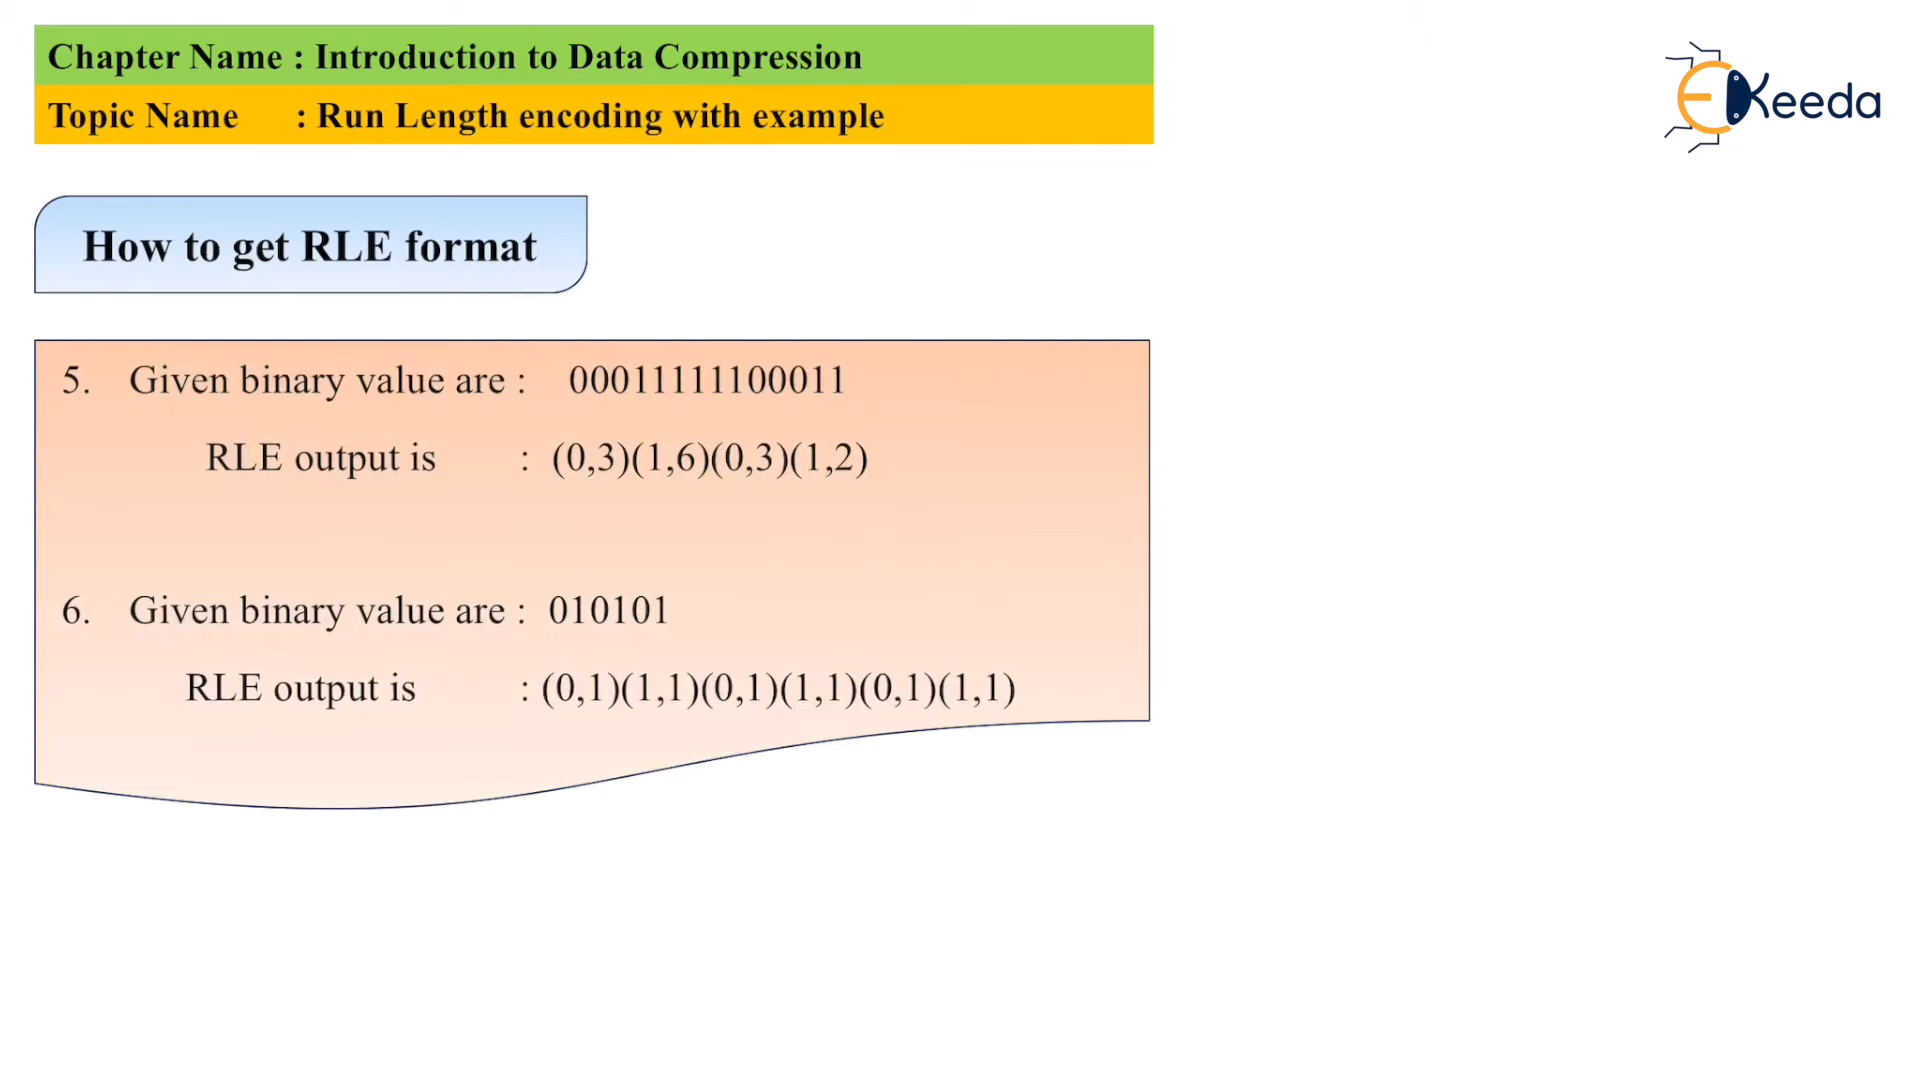 Chapter Name : Introduction to Data Compression
Topic Name : Run Length encoding with example
EKeeda
How to get RLE format
5. Given binary value are : 00011111100011
RLE output is : (0,3)(1,6)(0,3)(1,2)
6. Given binary value are : 010101
RLE output is : (0,1)(1,1)(0,1)(1,1)(0,1)(1,1)